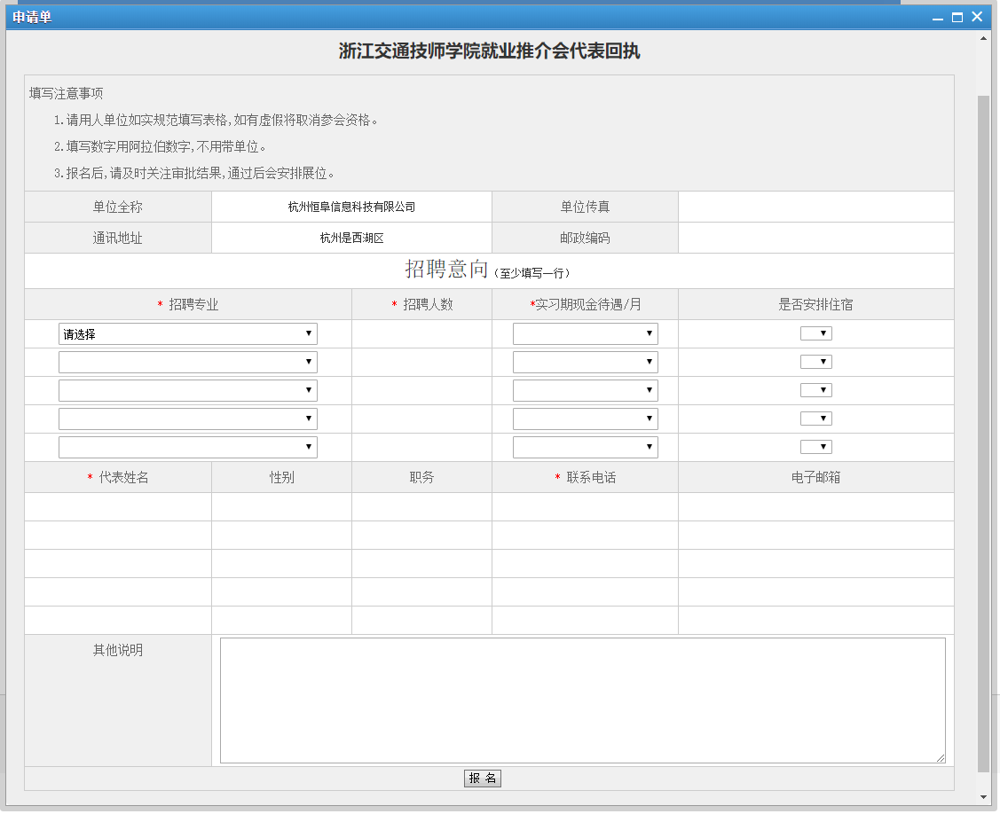 申请单
浙江交通技师学院就业推介会代表回执
填写注意事项
1.请用人单位如实规范填写表格,如有虚假将取消参会资格。
2.填写数字用阿拉伯数字,不用带单位。
3.报名后,请及时关注审批结果,通过后会安排展位。
单位全称 杭州恒阜信息科技有限公司 单位传真
通讯地址 杭州是西湖区 邮政编码
招聘意向（至少填写一行）
* 招聘专业 * 招聘人数 *实习期现金待遇/月 是否安排住宿
请选择
* 代表姓名 性别 职务 * 联系电话 电子邮箱
其他说明
报 名